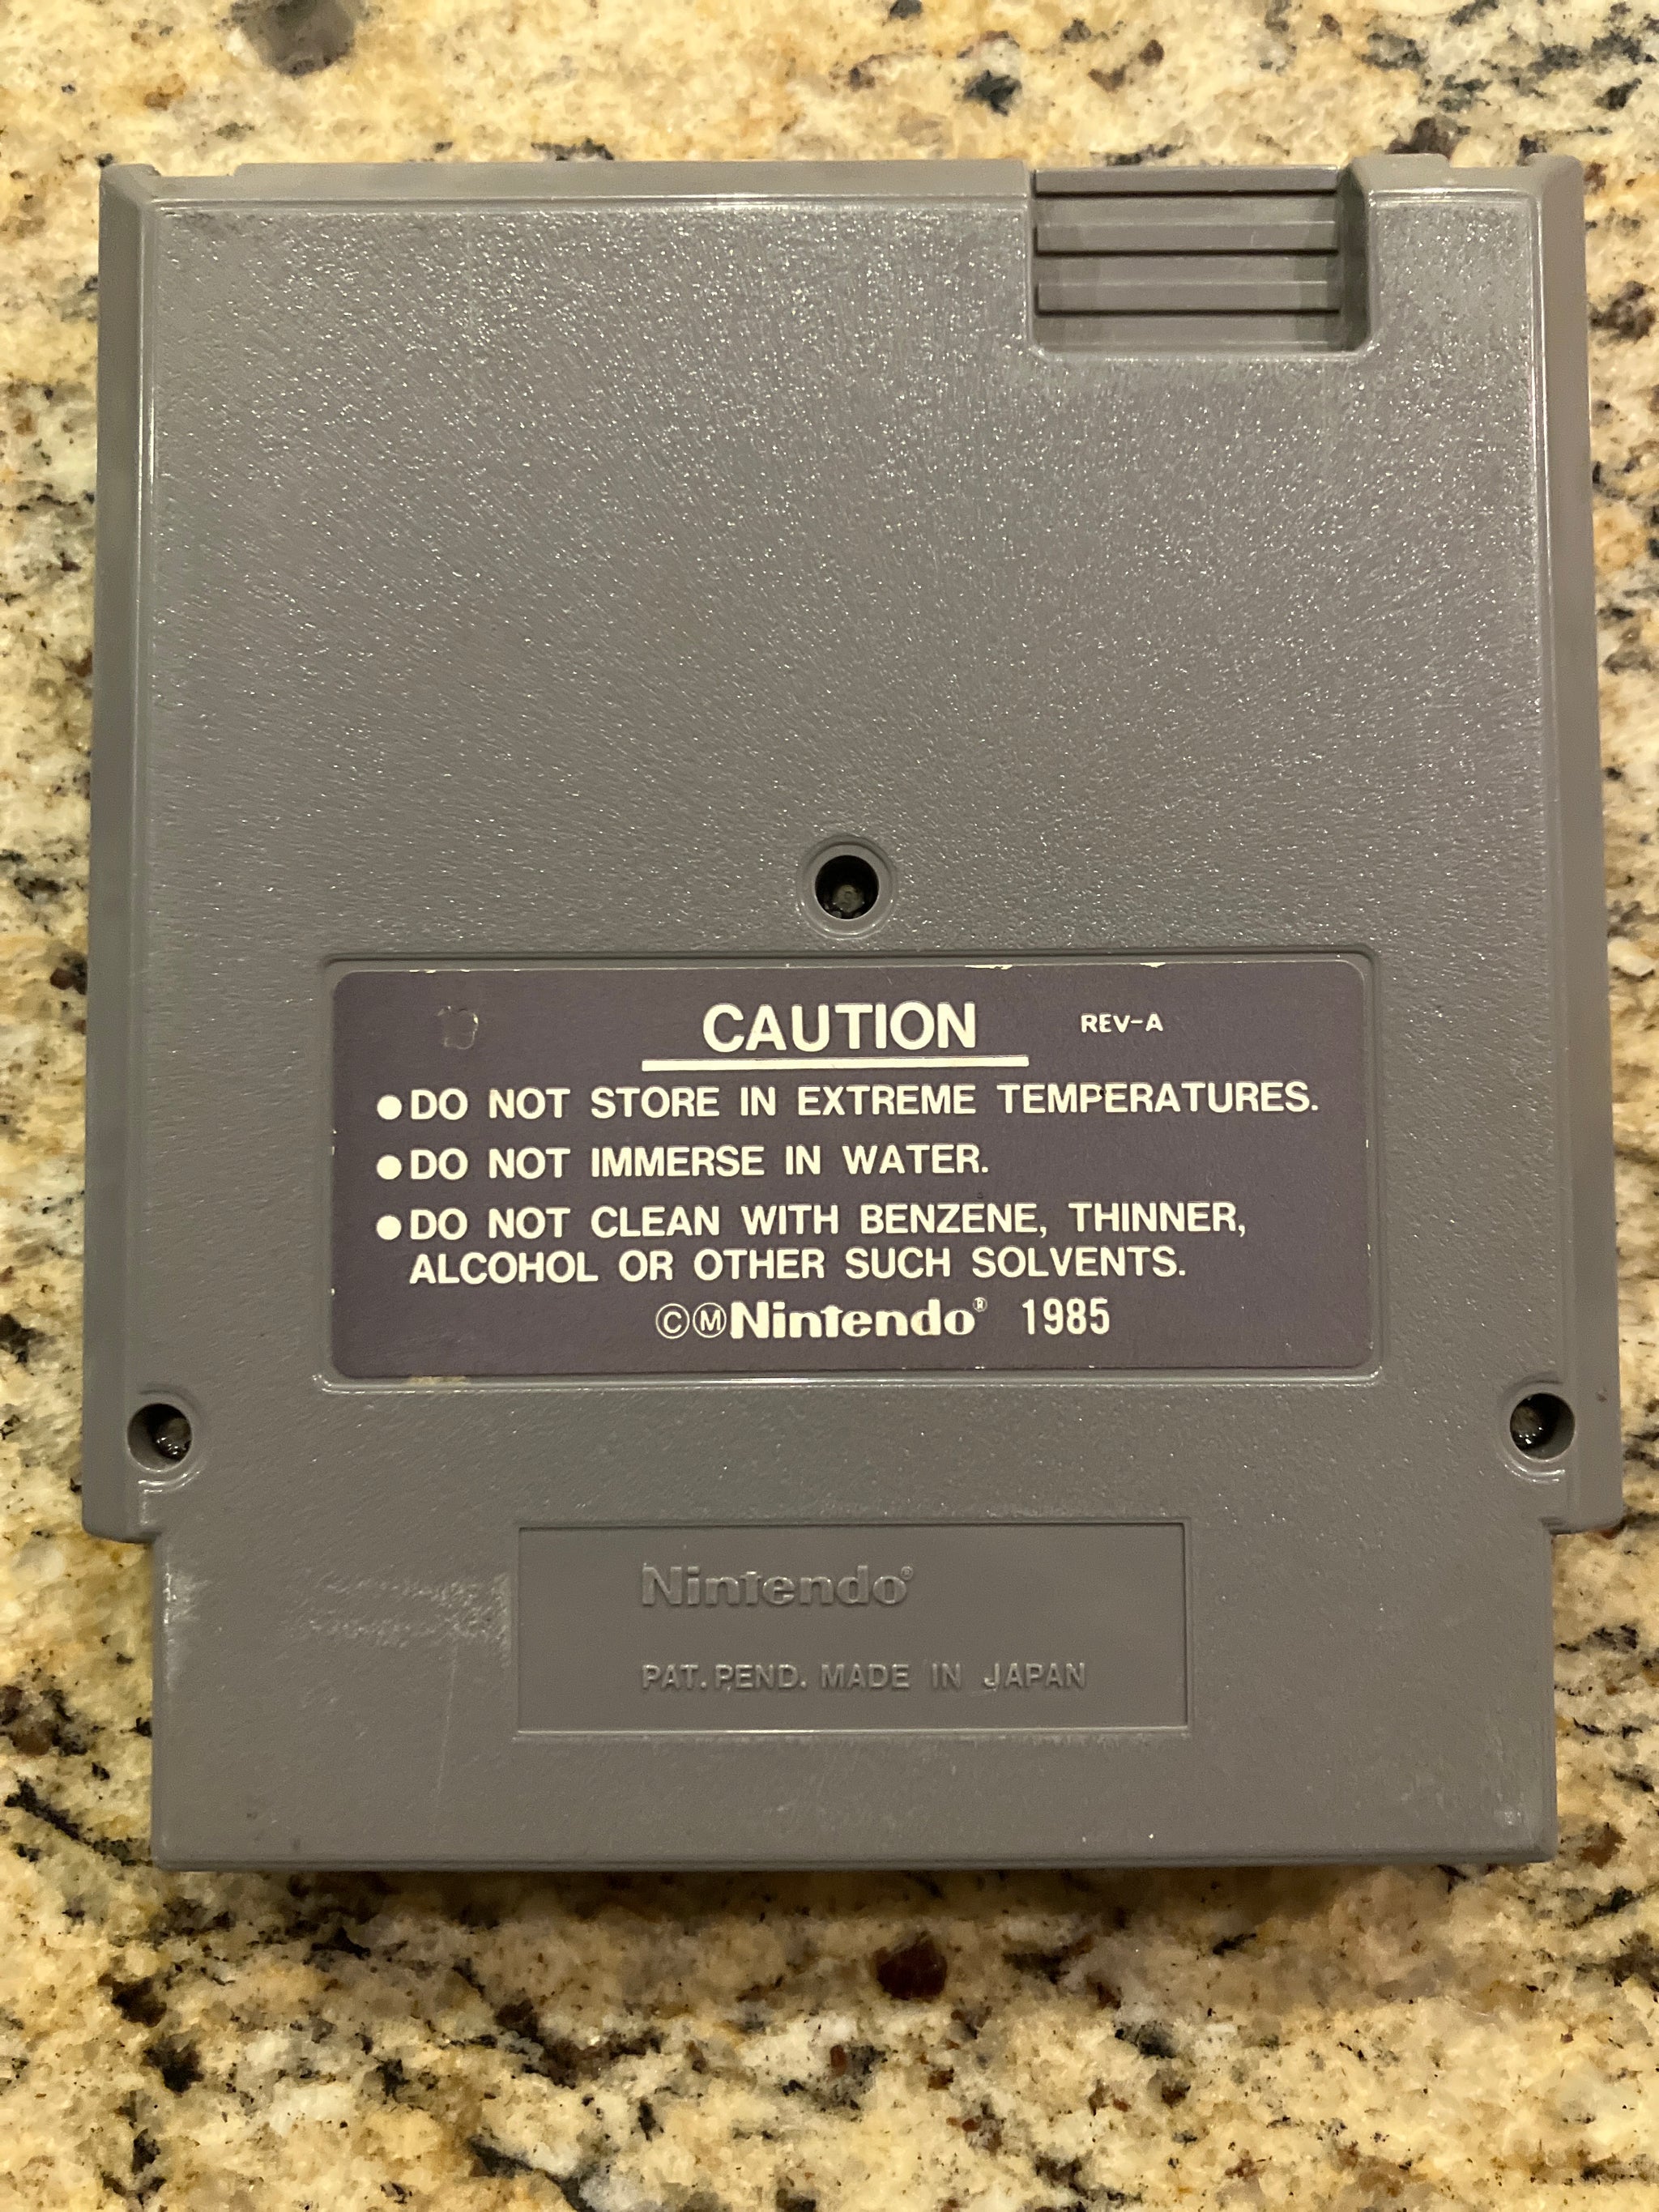 CAUTION REV-A
●DO NOT STORE IN EXTREME TEMPERATURES.
●DO NOT IMMERSE IN WATER.
●DO NOT CLEAN WITH BENZENE, THINNER,
ALCOHOL OR OTHER SUCH SOLVENTS.
©ⓂNintendo® 1985
Nintendo®
PAT. PEND. MADE IN JAPAN